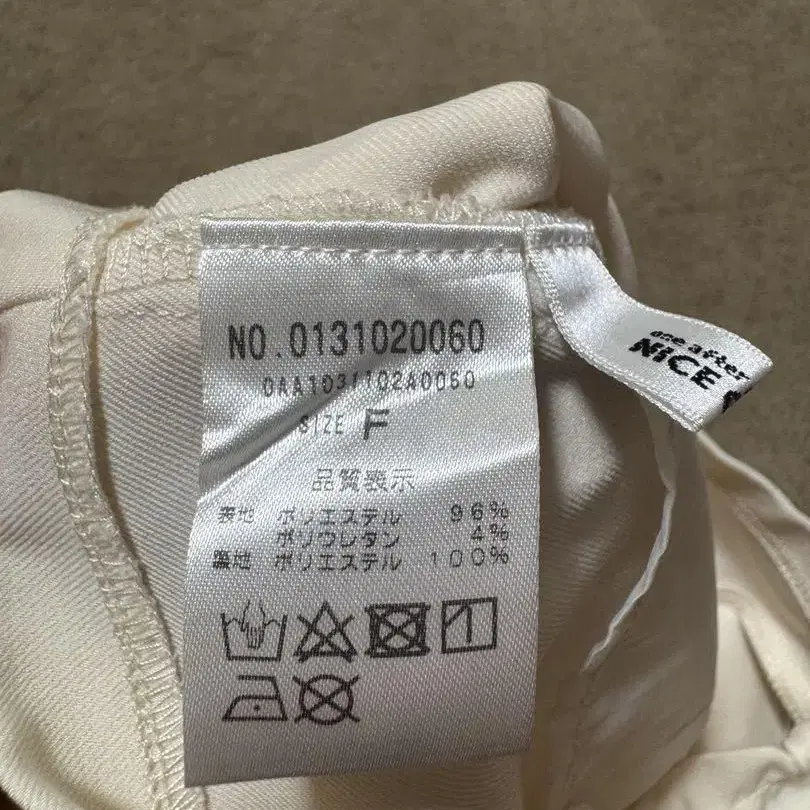 NO.0131020060
0AA1031102A0060
SIZE F
品質表示
表地 ポリエステル 96%
ポリウレタン 4%
裏地 ポリエステル 100%
one after
NICE